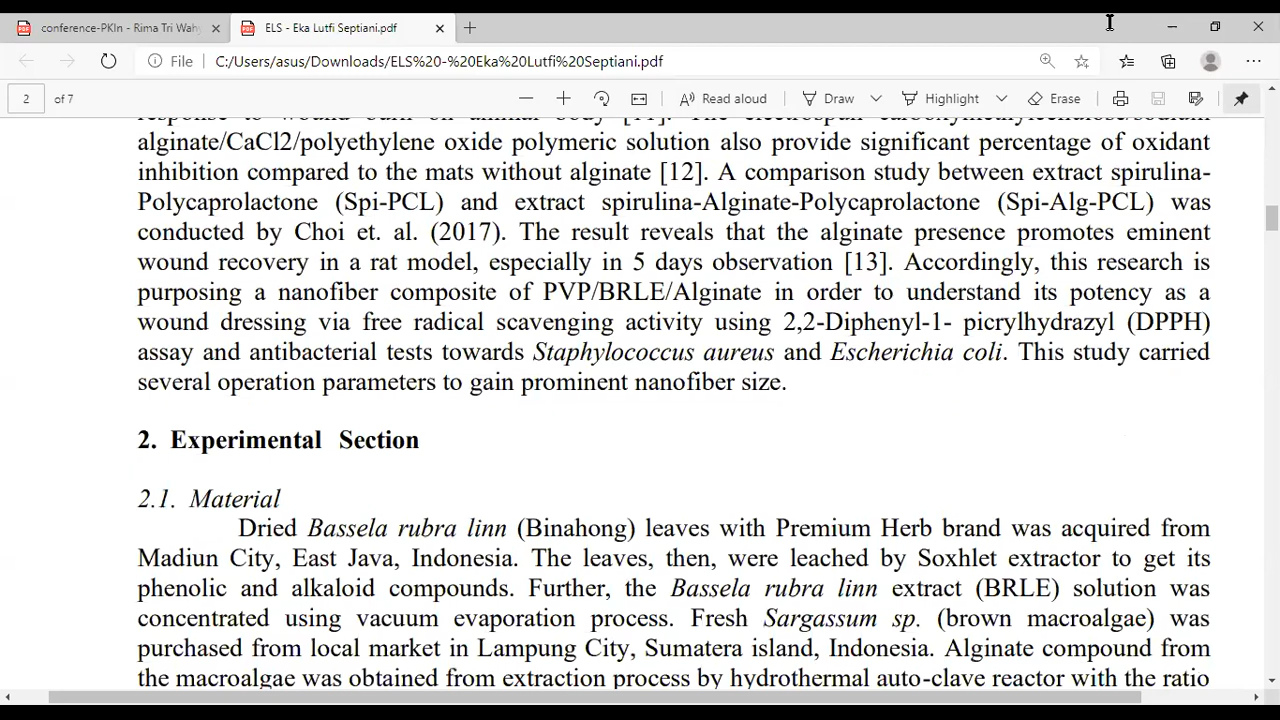 conference-PKIn - Rima Tri Wahy
ELS - Eka Lutfi Septiani.pdf
File
C:/Users/asus/Downloads/ELS%20-%20Eka%20Lutfi%20Septiani.pdf
2 of 7
Read aloud
Draw
Highlight
Erase
response to wound burn on animal body [11]. The electrospun carboxymethylcellulose/sodium
alginate/CaCl2/polyethylene oxide polymeric solution also provide significant percentage of oxidant
inhibition compared to the mats without alginate [12]. A comparison study between extract spirulina-
Polycaprolactone (Spi-PCL) and extract spirulina-Alginate-Polycaprolactone (Spi-Alg-PCL) was
conducted by Choi et. al. (2017). The result reveals that the alginate presence promotes eminent
wound recovery in a rat model, especially in 5 days observation [13]. Accordingly, this research is
purposing a nanofiber composite of PVP/BRLE/Alginate in order to understand its potency as a
wound dressing via free radical scavenging activity using 2,2-Diphenyl-1- picrylhydrazyl (DPPH)
assay and antibacterial tests towards Staphylococcus aureus and Escherichia coli. This study carried
several operation parameters to gain prominent nanofiber size.
2. Experimental Section
2.1. Material
Dried Bassela rubra linn (Binahong) leaves with Premium Herb brand was acquired from
Madiun City, East Java, Indonesia. The leaves, then, were leached by Soxhlet extractor to get its
phenolic and alkaloid compounds. Further, the Bassela rubra linn extract (BRLE) solution was
concentrated using vacuum evaporation process. Fresh Sargassum sp. (brown macroalgae) was
purchased from local market in Lampung City, Sumatera island, Indonesia. Alginate compound from
the macroalgae was obtained from extraction process by hydrothermal auto-clave reactor with the ratio